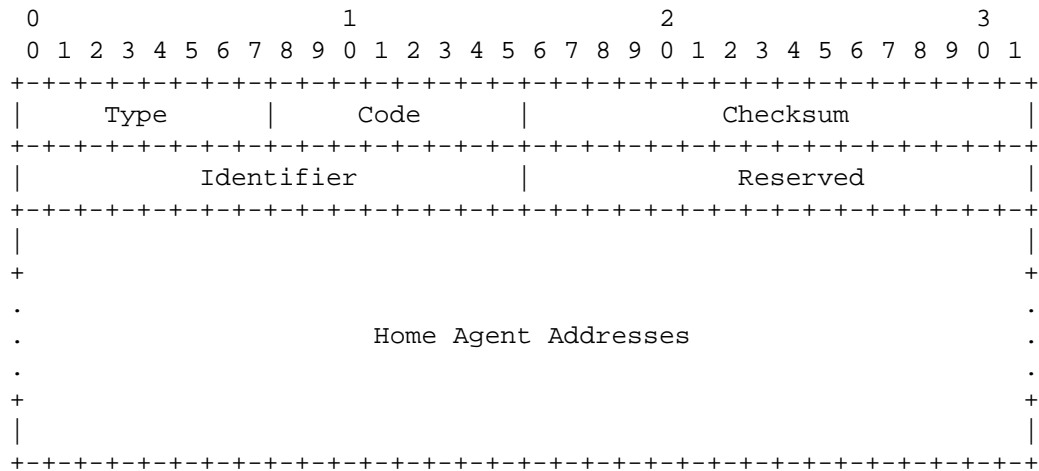 0                   1                   2                   3
 0 1 2 3 4 5 6 7 8 9 0 1 2 3 4 5 6 7 8 9 0 1 2 3 4 5 6 7 8 9 0 1
+-+-+-+-+-+-+-+-+-+-+-+-+-+-+-+-+-+-+-+-+-+-+-+-+-+-+-+-+-+-+-+-+
|     Type      |     Code      |            Checksum           |
+-+-+-+-+-+-+-+-+-+-+-+-+-+-+-+-+-+-+-+-+-+-+-+-+-+-+-+-+-+-+-+-+
|           Identifier          |             Reserved          |
+-+-+-+-+-+-+-+-+-+-+-+-+-+-+-+-+-+-+-+-+-+-+-+-+-+-+-+-+-+-+-+-+
|                                                               |
+                                                               +
.                                                               .
.                      Home Agent Addresses                     .
.                                                               .
+                                                               +
|                                                               |
+-+-+-+-+-+-+-+-+-+-+-+-+-+-+-+-+-+-+-+-+-+-+-+-+-+-+-+-+-+-+-+-+